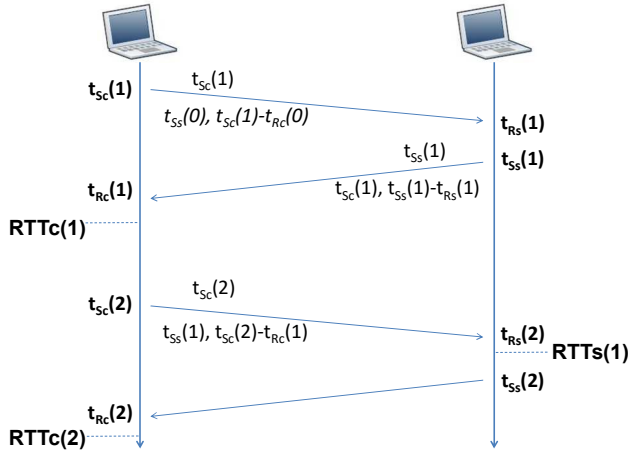 t_Sc(1)
t_Sc(1)
t_Ss(0), t_Sc(1)-t_Rc(0)
t_Rs(1)
t_Ss(1)
t_Ss(1)
t_Rc(1)
t_Sc(1), t_Ss(1)-t_Rs(1)
RTTc(1)
t_Sc(2)
t_Sc(2)
t_Ss(1), t_Sc(2)-t_Rc(1)
t_Rs(2)
RTTs(1)
t_Ss(2)
t_Rc(2)
RTTc(2)